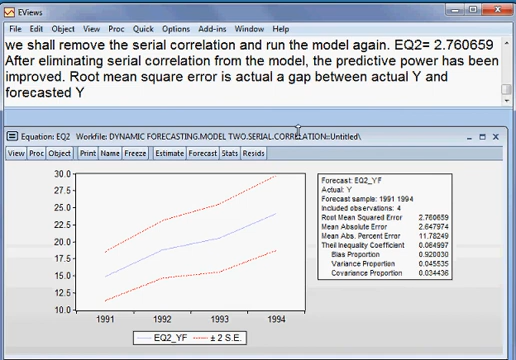 EViews
File Edit Object View Proc Quick Options Add-ins Window Help
we shall remove the serial correlation and run the model again. EQ2= 2.760659
After eliminating serial correlation from the model, the predictive power has been
improved. Root mean square error is actual a gap between actual Y and
forecasted Y
Equation: EQ2 Workfile: DYNAMIC FORECASTING.MODEL TWO.SERIAL.CORRELATION::Untitled\
View Proc Object Print Name Freeze Estimate Forecast Stats Resids
30.0
27.5
25.0
22.5
20.0
17.5
15.0
12.5
10.0
1991 1992 1993 1994
EQ2_YF ± 2 S.E.
Forecast: EQ2_YF
Actual: Y
Forecast sample: 1991 1994
Included observations: 4
Root Mean Squared Error 2.760659
Mean Absolute Error 2.647974
Mean Abs. Percent Error 11.78249
Theil Inequality Coefficient 0.064997
Bias Proportion 0.920030
Variance Proportion 0.045535
Covariance Proportion 0.034436